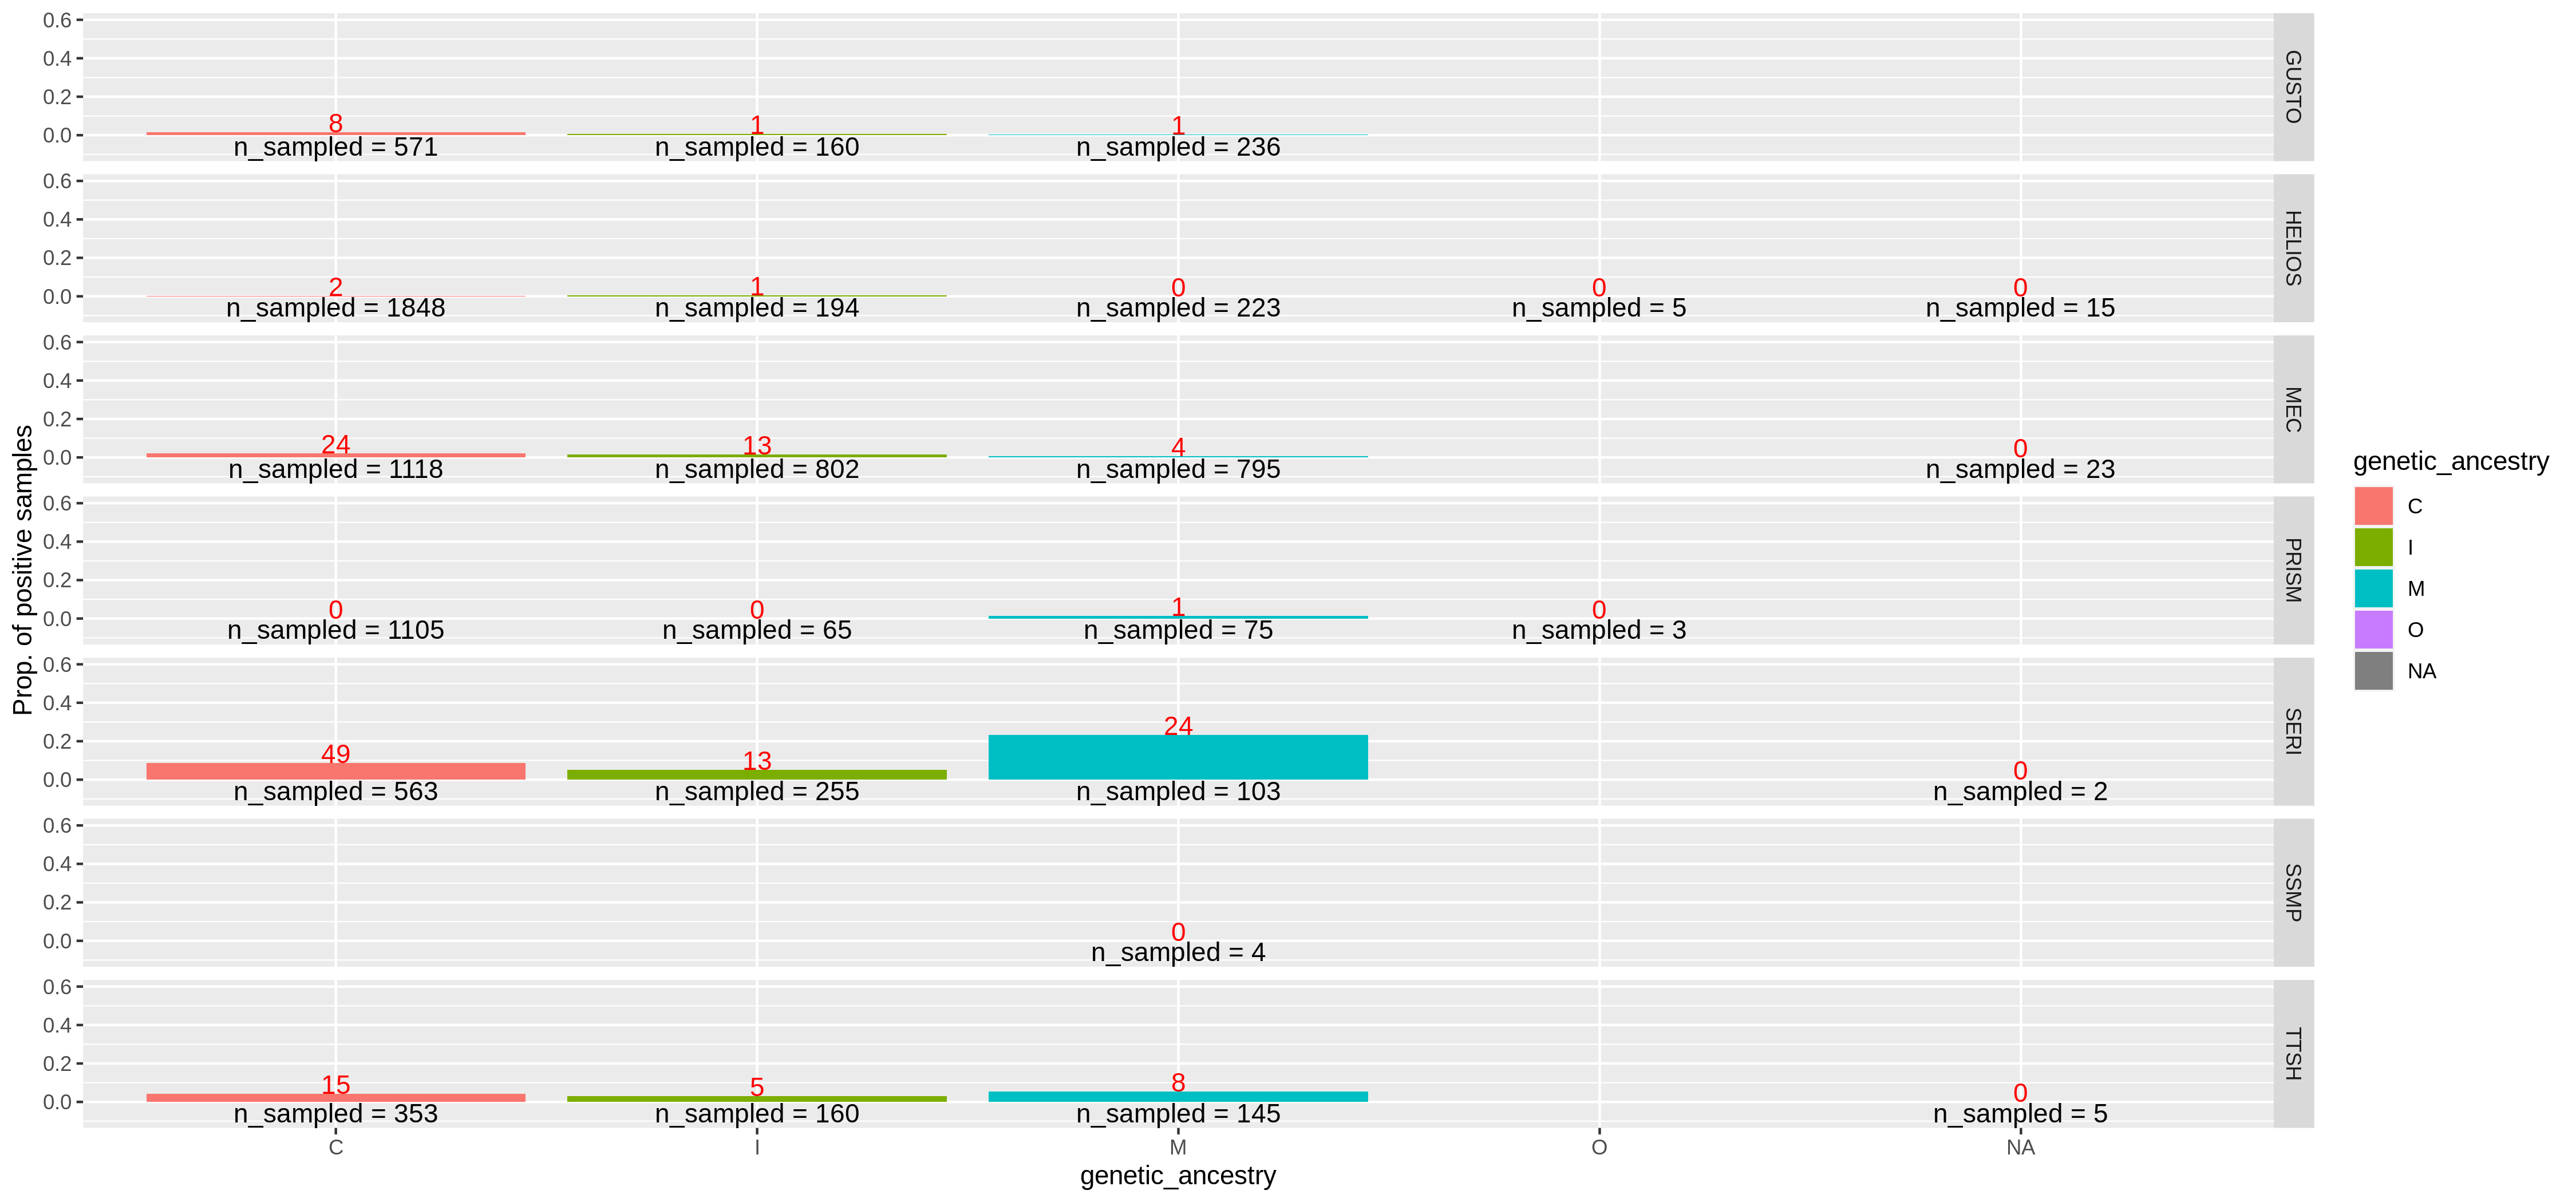 Prop. of positive samples
0.6
0.4
0.2
0.0
8
1
1
n_sampled = 571
n_sampled = 160
n_sampled = 236
GUSTO
0.6
0.4
0.2
0.0
2
1
0
0
0
n_sampled = 1848
n_sampled = 194
n_sampled = 223
n_sampled = 5
n_sampled = 15
HELIOS
0.6
0.4
0.2
0.0
24
13
4
0
n_sampled = 1118
n_sampled = 802
n_sampled = 795
n_sampled = 23
MEC
0.6
0.4
0.2
0.0
0
0
1
0
n_sampled = 1105
n_sampled = 65
n_sampled = 75
n_sampled = 3
PRISM
0.6
0.4
0.2
0.0
49
13
24
0
n_sampled = 563
n_sampled = 255
n_sampled = 103
n_sampled = 2
SERI
0.6
0.4
0.2
0.0
0
n_sampled = 4
SSMP
0.6
0.4
0.2
0.0
15
5
8
0
n_sampled = 353
n_sampled = 160
n_sampled = 145
n_sampled = 5
TTSH
C
I
M
O
NA
genetic_ancestry
genetic_ancestry
C
I
M
O
NA